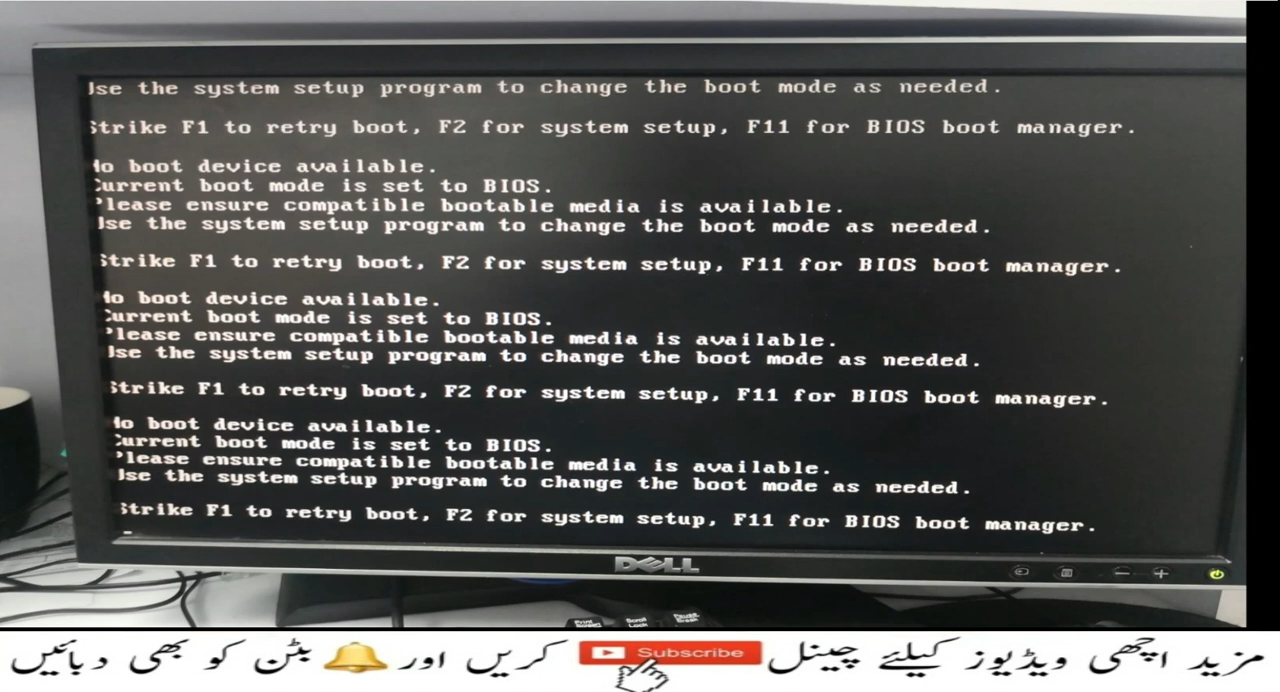 Use the system setup program to change the boot mode as needed.
Strike F1 to retry boot, F2 for system setup, F11 for BIOS boot manager.
No boot device available.
Current boot mode is set to BIOS.
Please ensure compatible bootable media is available.
Use the system setup program to change the boot mode as needed.
Strike F1 to retry boot, F2 for system setup, F11 for BIOS boot manager.
No boot device available.
Current boot mode is set to BIOS.
Please ensure compatible bootable media is available.
Use the system setup program to change the boot mode as needed.
Strike F1 to retry boot, F2 for system setup, F11 for BIOS boot manager.
No boot device available.
Current boot mode is set to BIOS.
Please ensure compatible bootable media is available.
Use the system setup program to change the boot mode as needed.
Strike F1 to retry boot, F2 for system setup, F11 for BIOS boot manager.
DELL
Print Screen Scroll Lock Pause Break
مزید اچھی ویڈیوز کیلئے چینل Subscribe کریں اور بٹن کو بھی دبائیں